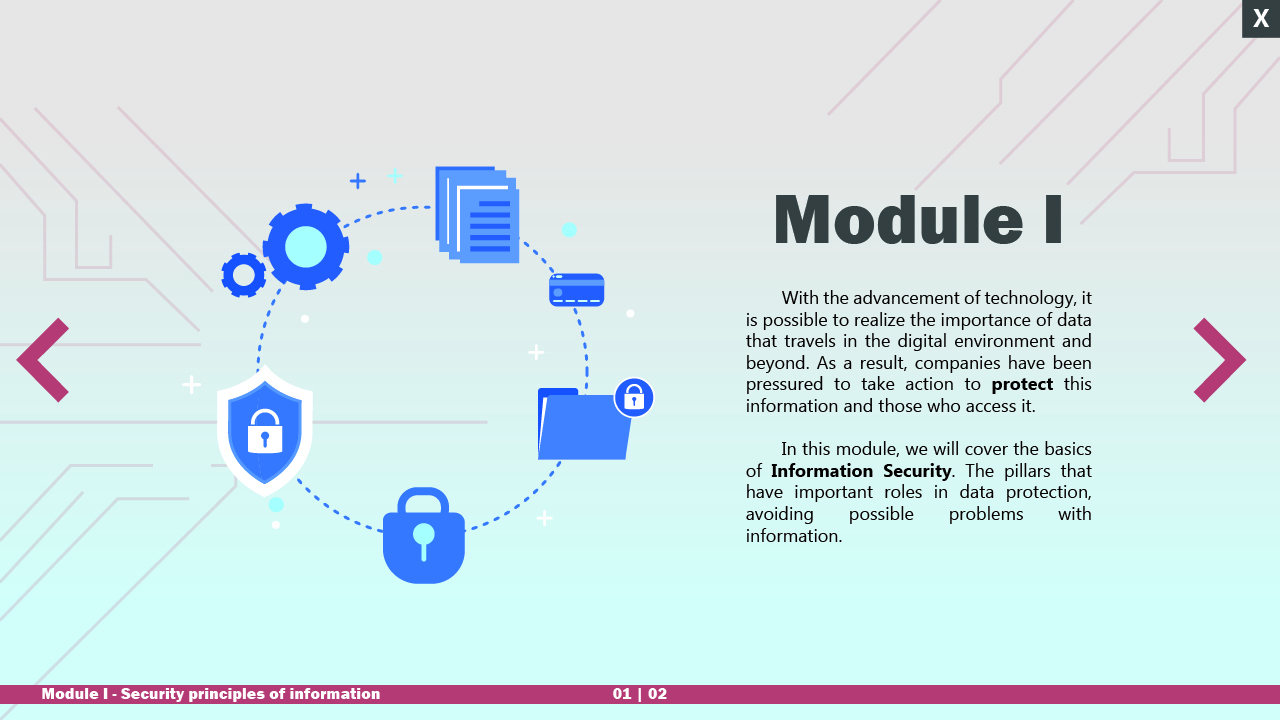 X
Module I
With the advancement of technology, it
is possible to realize the importance of data
that travels in the digital environment and
beyond. As a result, companies have been
pressured to take action to protect this
information and those who access it.
In this module, we will cover the basics
of Information Security. The pillars that
have important roles in data protection,
avoiding possible problems with
information.
Module I - Security principles of information
01 | 02